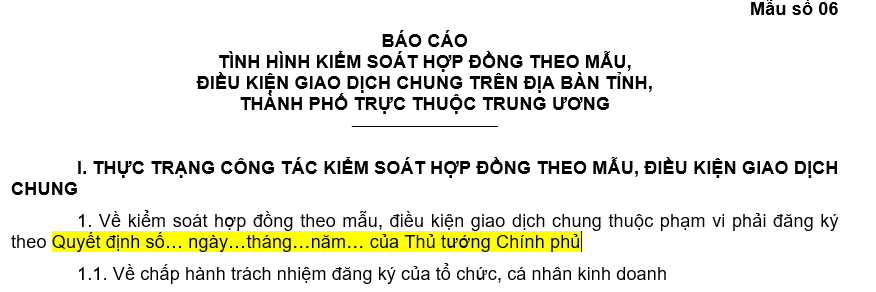 Mẫu số 06
BÁO CÁO
TÌNH HÌNH KIỂM SOÁT HỢP ĐỒNG THEO MẪU,
ĐIỀU KIỆN GIAO DỊCH CHUNG TRÊN ĐỊA BÀN TỈNH,
THÀNH PHỐ TRỰC THUỘC TRUNG ƯƠNG
I. THỰC TRẠNG CÔNG TÁC KIỂM SOÁT HỢP ĐỒNG THEO MẪU, ĐIỀU KIỆN GIAO DỊCH
CHUNG
1. Về kiểm soát hợp đồng theo mẫu, điều kiện giao dịch chung thuộc phạm vi phải đăng ký
theo Quyết định số... ngày...tháng...năm... của Thủ tướng Chính phủ
1.1. Về chấp hành trách nhiệm đăng ký của tổ chức, cá nhân kinh doanh